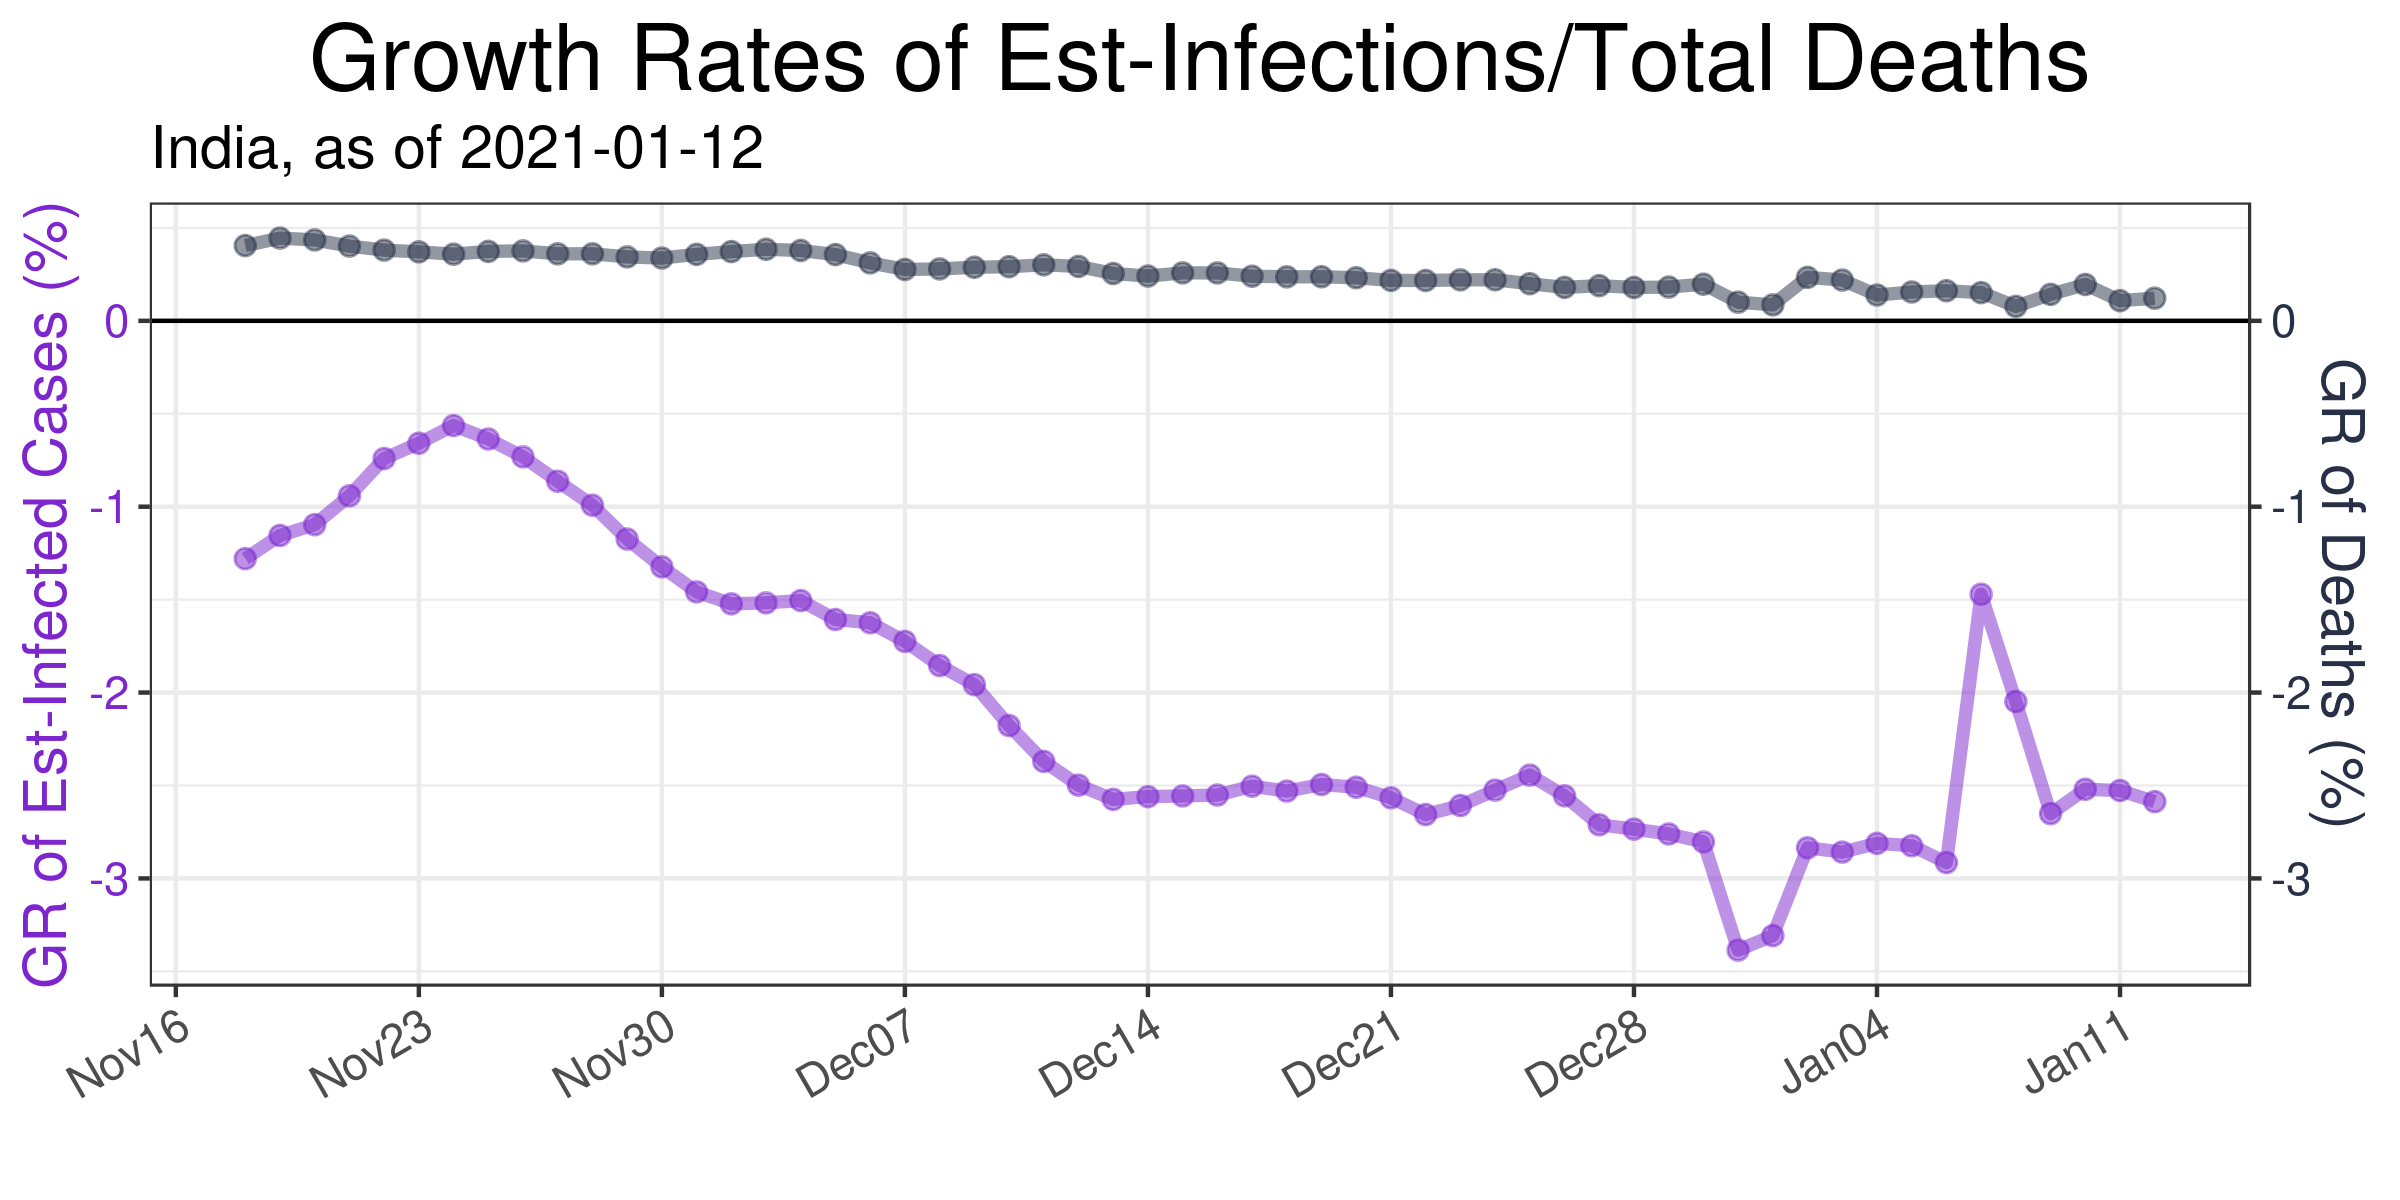 Growth Rates of Est-Infections/Total Deaths
India, as of 2021-01-12
GR of Est-Infected Cases (%)
0
-1
-2
-3
0
-1
-2
-3
GR of Deaths (%)
Nov16
Nov23
Nov30
Dec07
Dec14
Dec21
Dec28
Jan04
Jan11